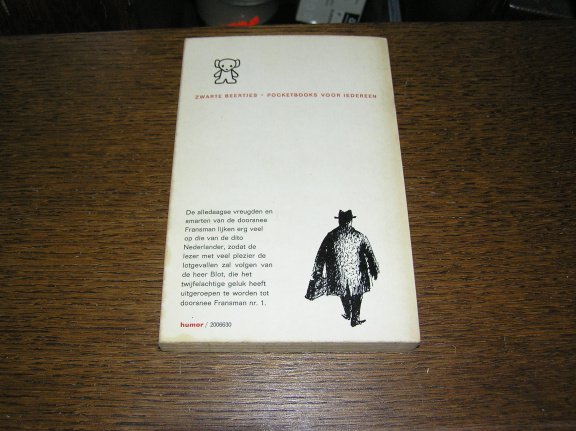 ZWARTE BEERTJES • POCKETBOOKS VOOR IEDEREEN
De alledaagse vreugden en
smarten van de doorsnee
Fransman lijken erg veel
op die van de dito
Nederlander, zodat de
lezer met veel plezier de
lotgevallen zal volgen van
de heer Blot, die het
twijfelachtige geluk heeft
uitgeroepen te worden tot
doorsnee Fransman nr. 1.
humor / 2006630